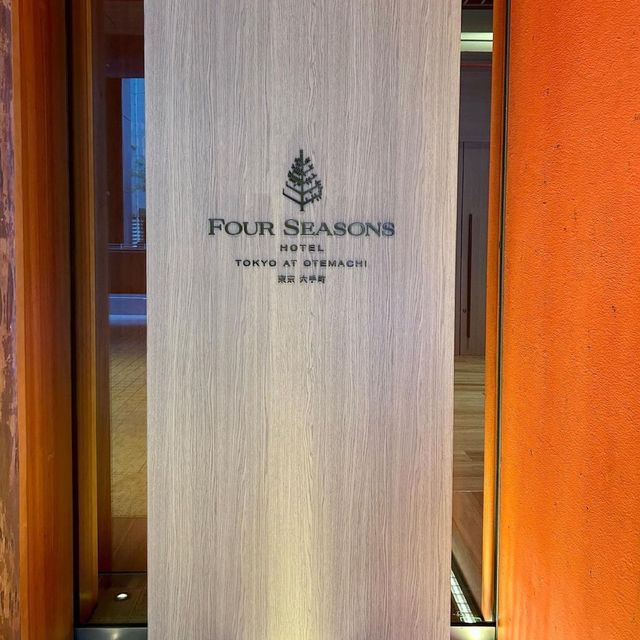 FOUR SEASONS
HOTEL
TOKYO AT OTEMACHI
東京 大手町